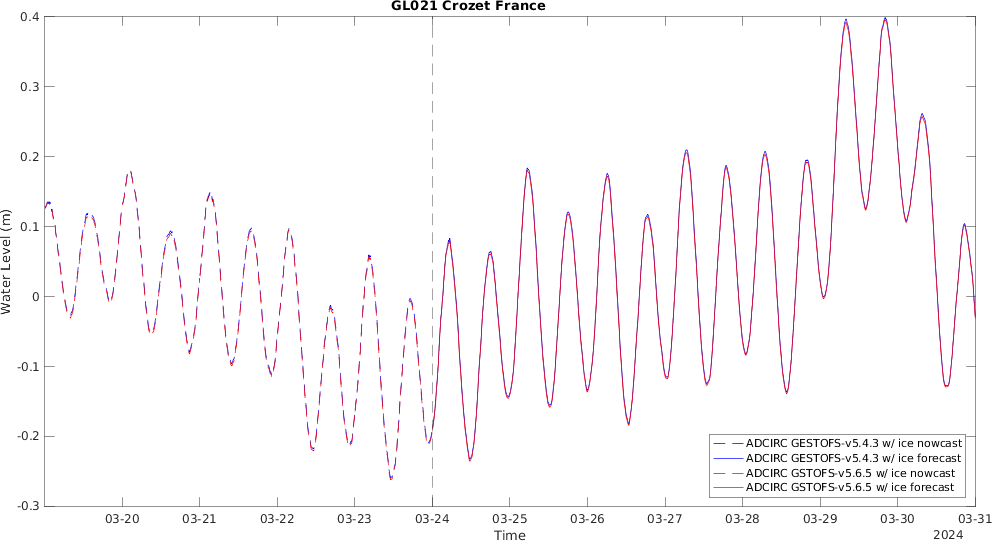 GL021 Crozet France
0.4
0.3
0.2
0.1
0
-0.1
-0.2
-0.3
Water Level (m)
ADCIRC GESTOFS-v5.4.3 w/ ice nowcast
ADCIRC GESTOFS-v5.4.3 w/ ice forecast
ADCIRC GSTOFS-v5.6.5 w/ ice nowcast
ADCIRC GSTOFS-v5.6.5 w/ ice forecast
03-20 03-21 03-22 03-23 03-24 03-25 03-26 03-27 03-28 03-29 03-30 03-31
Time
2024